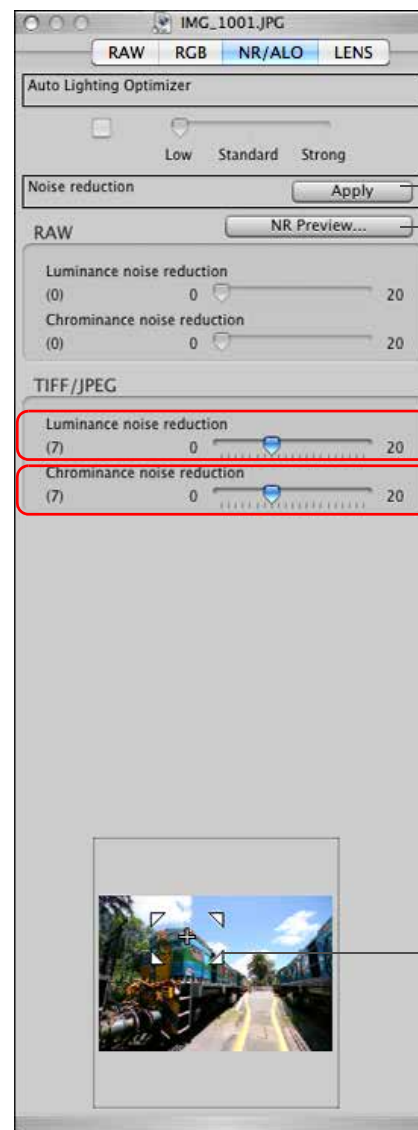 IMG_1001.JPG
RAW RGB NR/ALO LENS
Auto Lighting Optimizer
Low Standard Strong
Noise reduction Apply
RAW NR Preview...
Luminance noise reduction
(0) 0 20
Chrominance noise reduction
(0) 0 20
TIFF/JPEG
Luminance noise reduction
(7) 0 20
Chrominance noise reduction
(7) 0 20